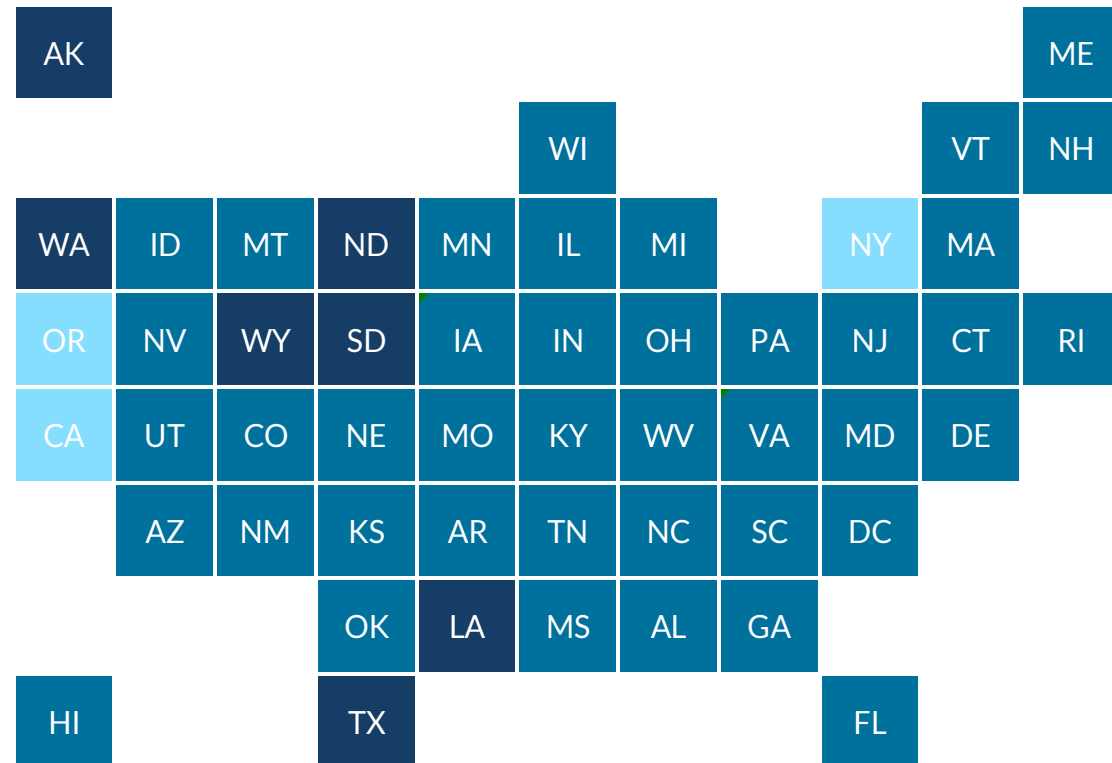 AK ME
WI VT NH
WA ID MT ND MN IL MI NY MA
OR NV WY SD IA IN OH PA NJ CT RI
CA UT CO NE MO KY WV VA MD DE
AZ NM KS AR TN NC SC DC
OK LA MS AL GA
HI TX FL